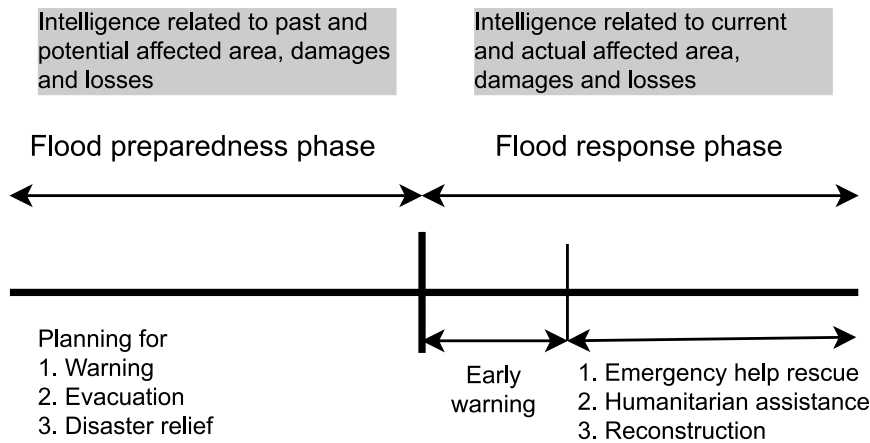 Intelligence related to past and
potential affected area, damages
and losses
Intelligence related to current
and actual affected area,
damages and losses
Flood preparedness phase
Flood response phase
Planning for
1. Warning
2. Evacuation
3. Disaster relief
Early
warning
1. Emergency help rescue
2. Humanitarian assistance
3. Reconstruction